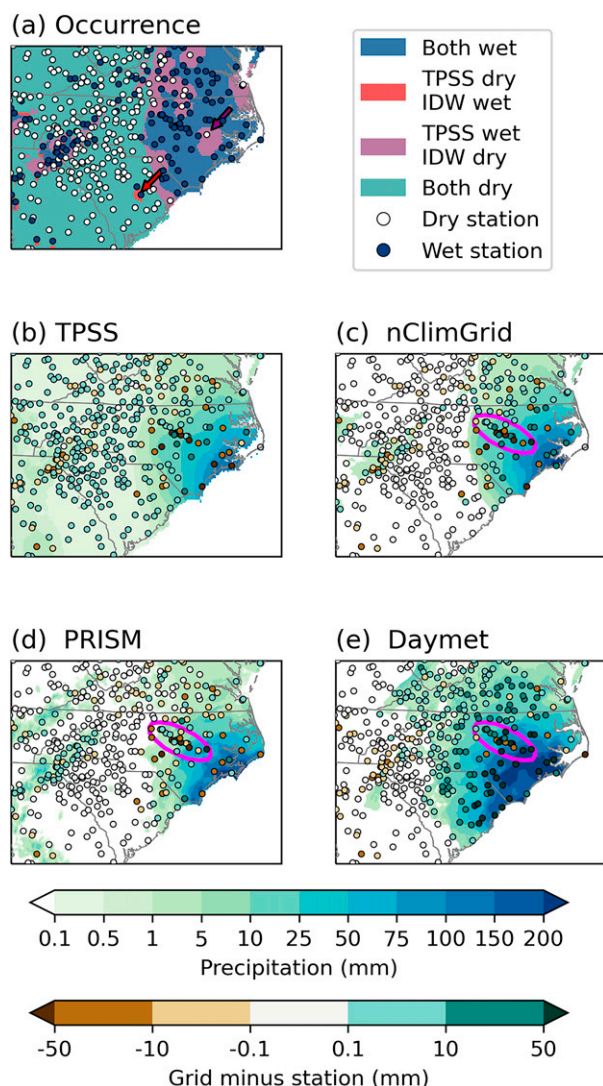 (a) Occurrence
Both wet
TPSS dry
IDW wet
TPSS wet
IDW dry
Both dry
Dry station
Wet station
(b) TPSS
(c) nClimGrid
(d) PRISM
(e) Daymet
0.1 0.5 1 5 10 25 50 75 100 150 200
Precipitation (mm)
-50 -10 -0.1 0.1 10 50
Grid minus station (mm)